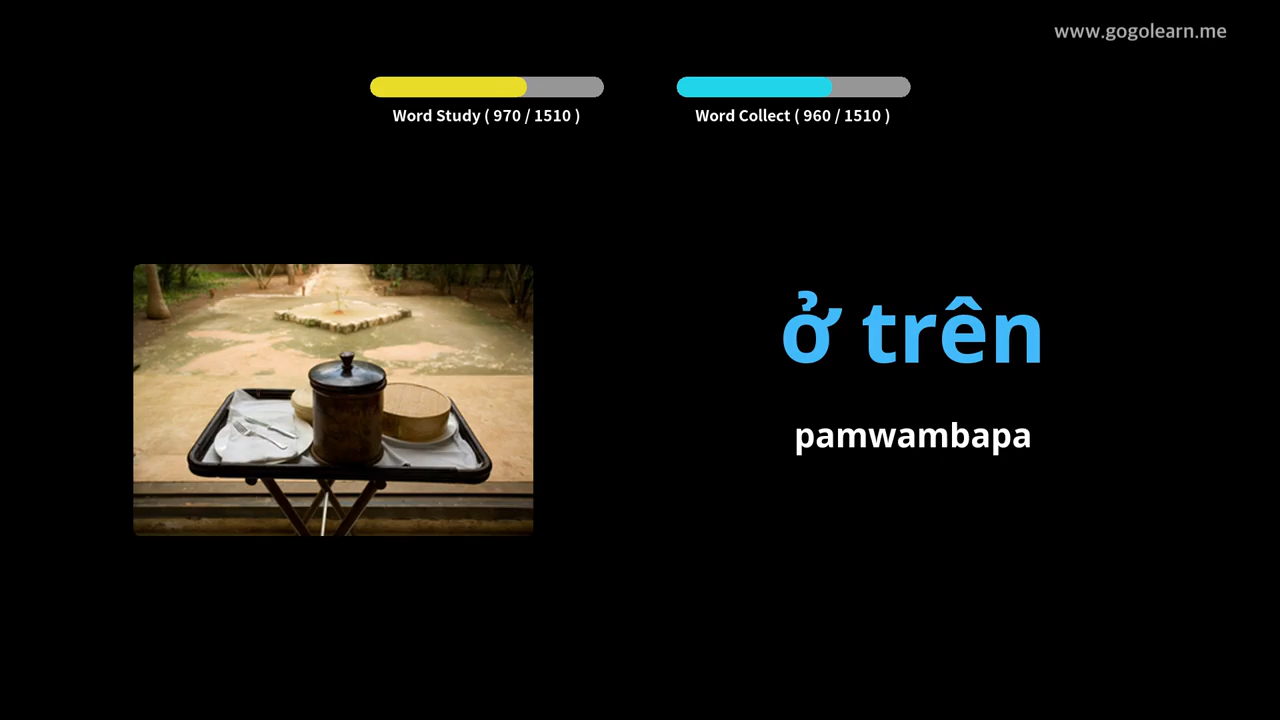 www.gogolearn.me
Word Study ( 970 / 1510 )
Word Collect ( 960 / 1510 )
ở trên
pamwambapa